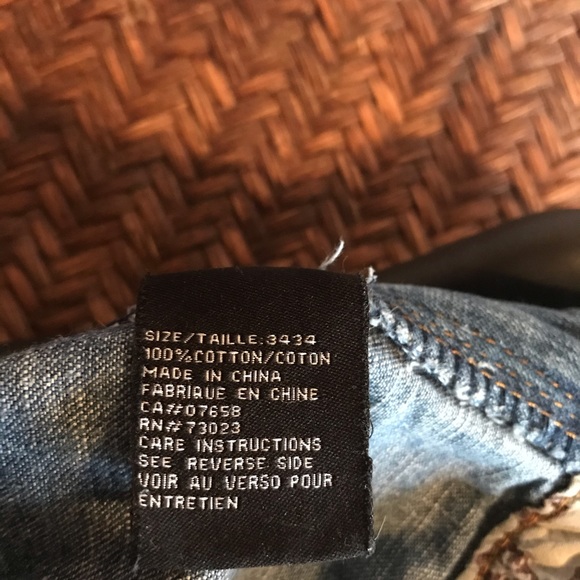 SIZE/TAILLE:3434
100%COTTON/COTON
MADE IN CHINA
FABRIQUE EN CHINE
CA#07658
RN#73023
CARE INSTRUCTIONS
SEE REVERSE SIDE
VOIR AU VERSO POUR
ENTRETIEN